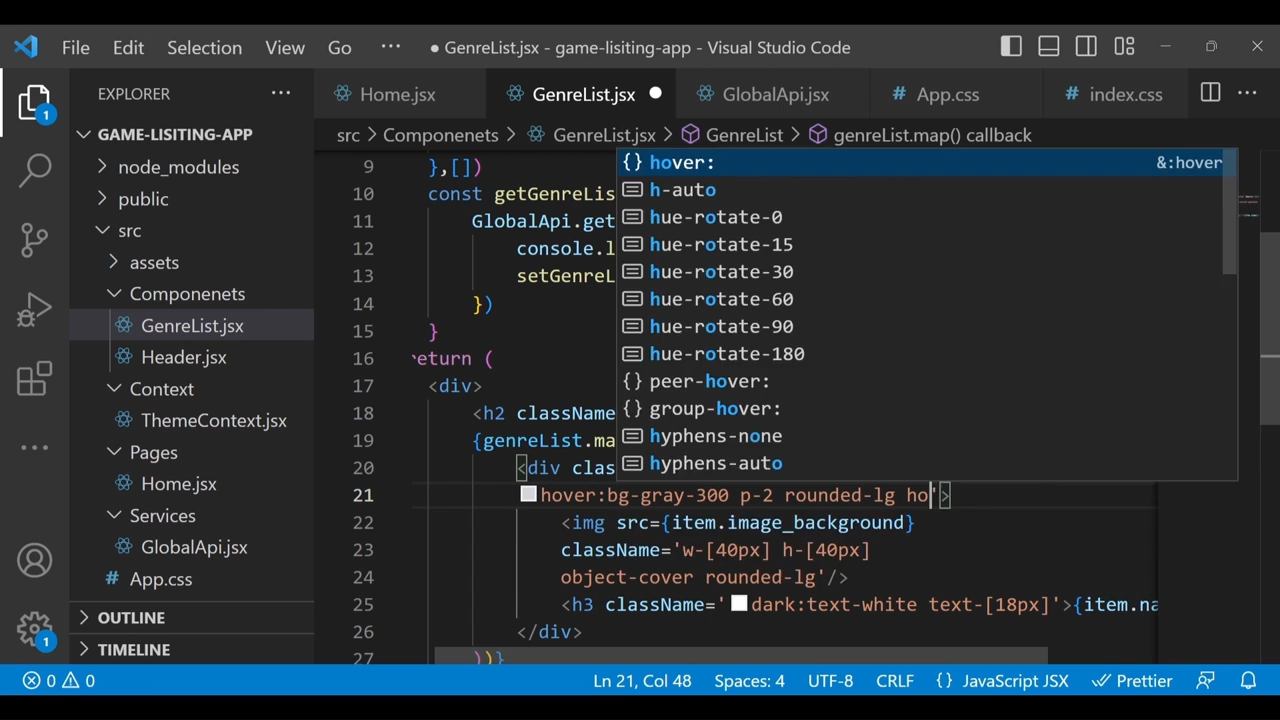 File Edit Selection View Go ··· ● GenreList.jsx - game-lisiting-app - Visual Studio Code
EXPLORER ···
Home.jsx GenreList.jsx ● GlobalApi.jsx # App.css # index.css ···
src > Componenets > GenreList.jsx > GenreList > genreList.map() callback
1
GAME-LISITING-APP
node_modules
public
src
assets
Componenets
GenreList.jsx
Header.jsx
Context
ThemeContext.jsx
Pages
Home.jsx
Services
GlobalApi.jsx
# App.css
OUTLINE
TIMELINE
1
9 },[])
10 const getGenreLis
11 GlobalApi.get
12 console.l
13 setGenreL
14 })
15 }
16 return (
17 <div>
18 <h2 className
19 {genreList.ma
20 <div clas
21 hover:bg-gray-300 p-2 rounded-lg ho'>
22 <img src={item.image_background}
23 className='w-[40px] h-[40px]
24 object-cover rounded-lg'/>
25 <h3 className='dark:text-white text-[18px]'>{item.na
26 </div>
27 ))}
{} hover: &:hover
h-auto
hue-rotate-0
hue-rotate-15
hue-rotate-30
hue-rotate-60
hue-rotate-90
hue-rotate-180
{} peer-hover:
{} group-hover:
hyphens-none
hyphens-auto
0 0 Ln 21, Col 48 Spaces: 4 UTF-8 CRLF {} JavaScript JSX Prettier